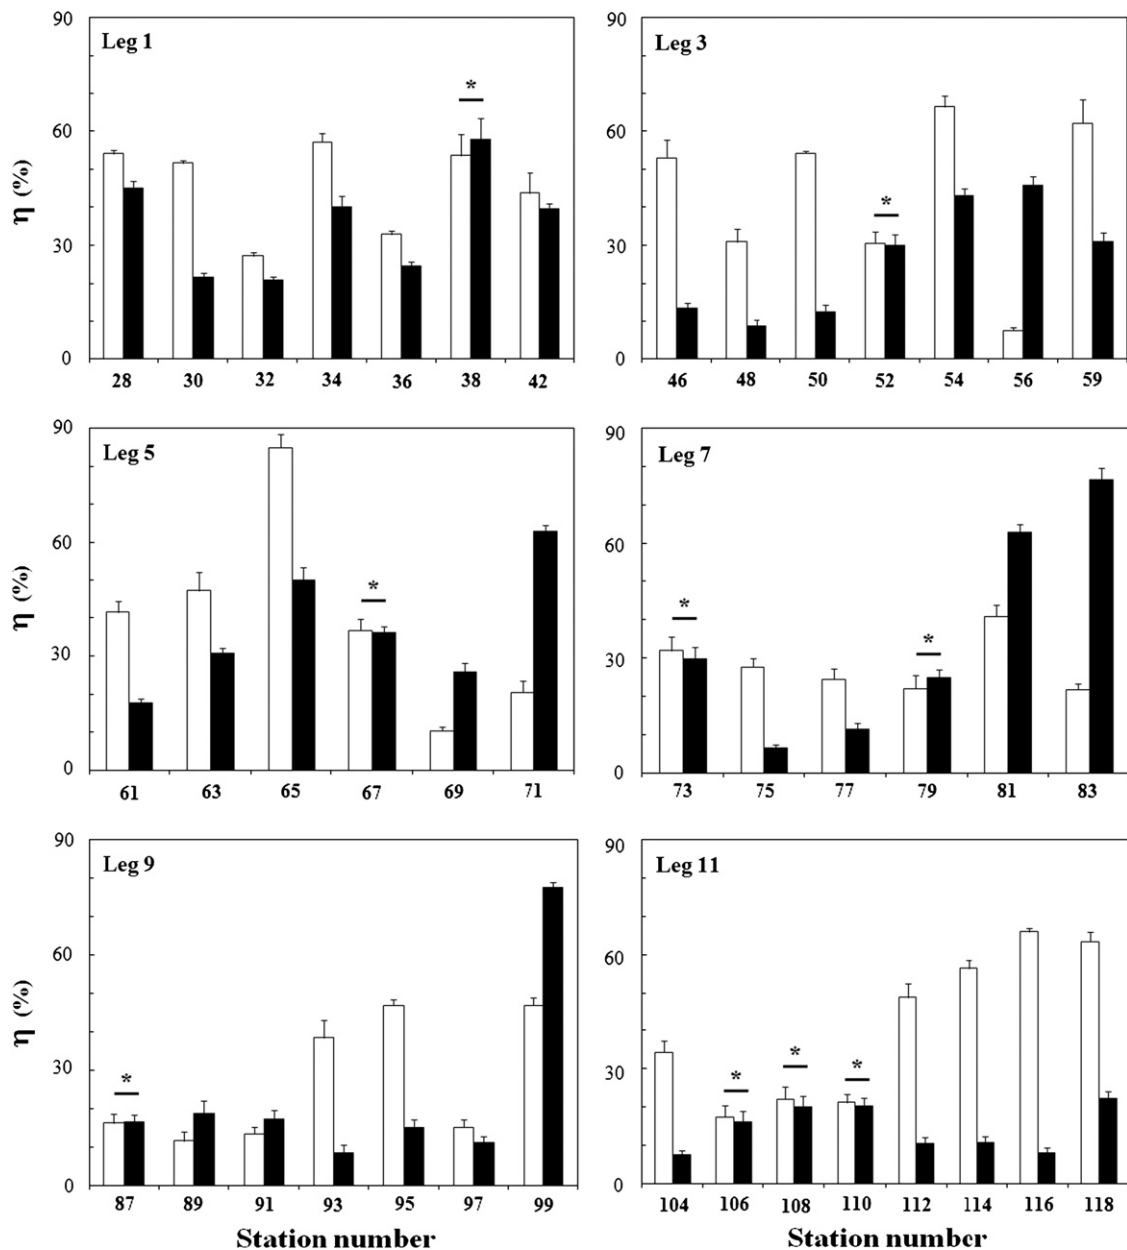 Leg 1
η (%)
90
60
30
0
*
28 30 32 34 36 38 42
Leg 3
90
60
30
0
*
46 48 50 52 54 56 59
Leg 5
η (%)
90
60
30
0
*
61 63 65 67 69 71
Leg 7
90
60
30
0
* *
73 75 77 79 81 83
Leg 9
η (%)
90
60
30
0
*
87 89 91 93 95 97 99
Station number
Leg 11
90
60
30
0
* * *
104 106 108 110 112 114 116 118
Station number